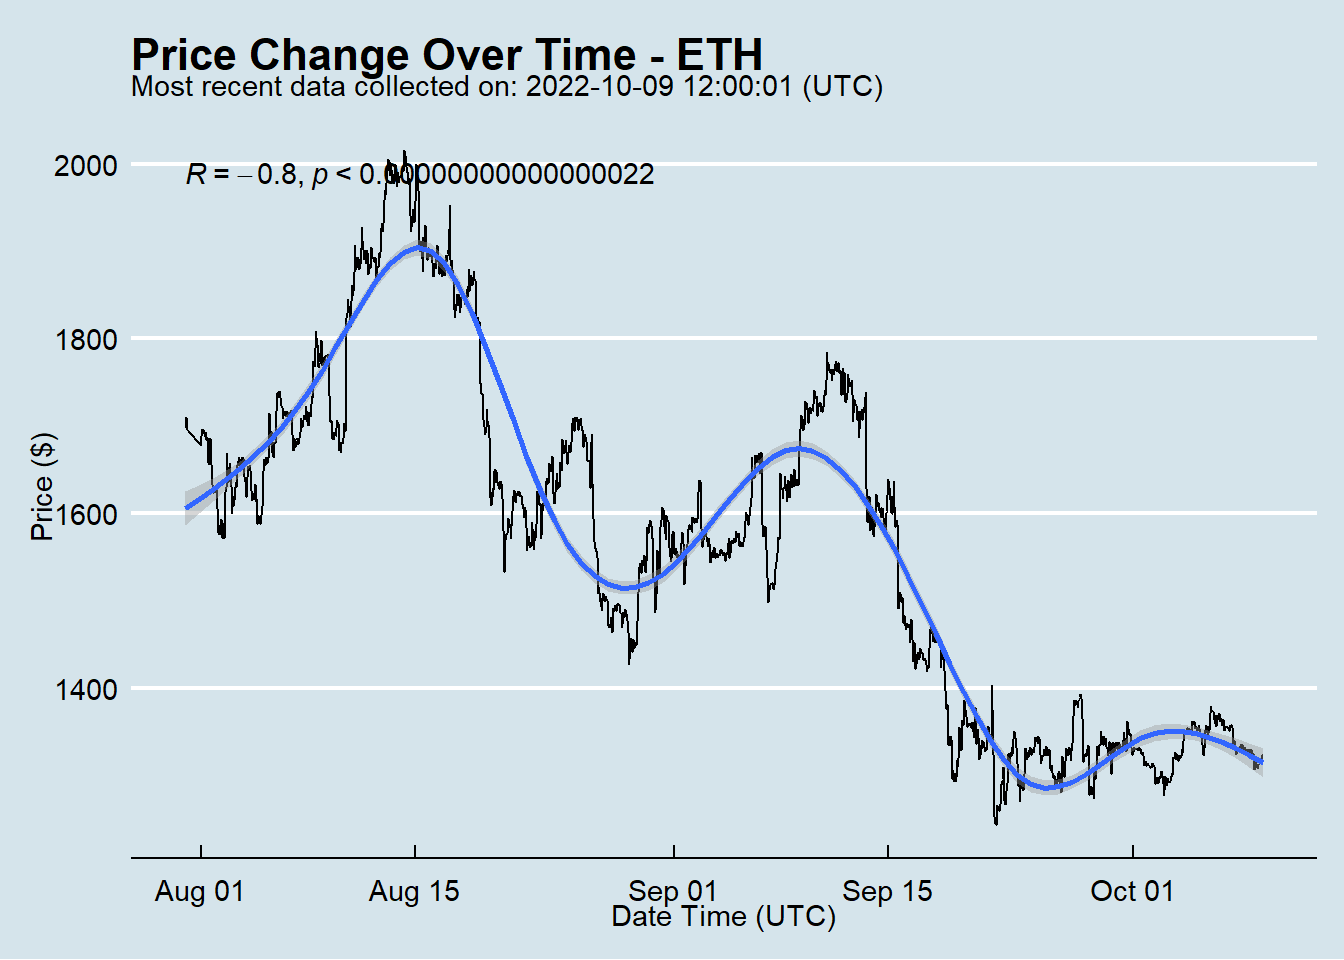 Price Change Over Time - ETH
Most recent data collected on: 2022-10-09 12:00:01 (UTC)
R = −0.8, p < 0.00000000000000022
2000
1800
1600
1400
Price ($)
Aug 01 Aug 15 Sep 01 Sep 15 Oct 01
Date Time (UTC)